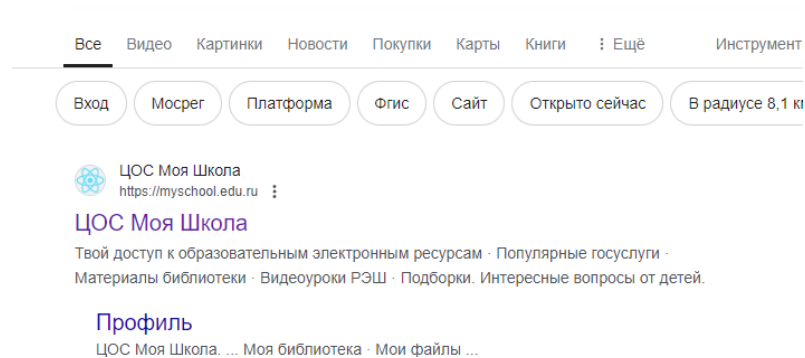 Все Видео Картинки Новости Покупки Карты Книги Ещё Инструмент
Вход Мосрег Платформа Фгис Сайт Открыто сейчас В радиусе 8,1 км
ЦОС Моя Школа
https://myschool.edu.ru
ЦОС Моя Школа
Твой доступ к образовательным электронным ресурсам · Популярные госуслуги ·
Материалы библиотеки · Видеоуроки РЭШ · Подборки. Интересные вопросы от детей.
Профиль
ЦОС Моя Школа. ... Моя библиотека · Мои файлы ...